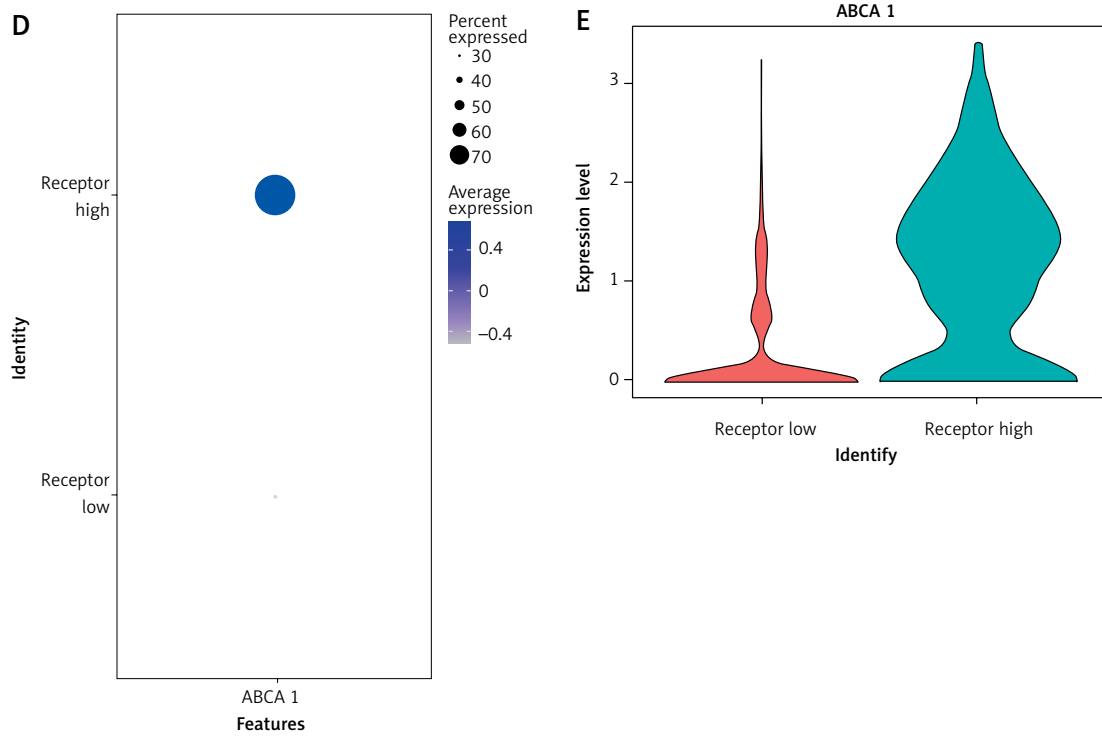 D
Percent
expressed
30
40
50
60
70
Average
expression
0.4
0
–0.4
Receptor
high
Receptor
low
Identity
ABCA 1
Features
E
ABCA 1
Expression level
3
2
1
0
Receptor low
Receptor high
Identify